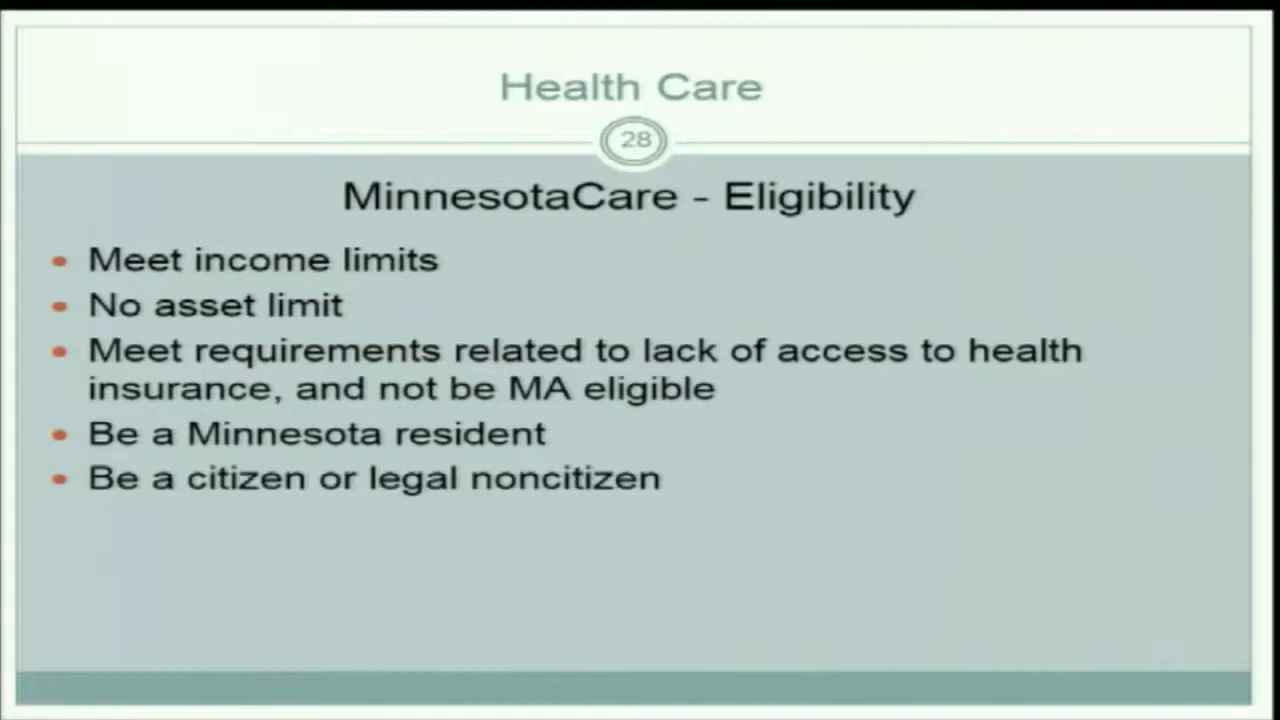 Health Care
28
MinnesotaCare - Eligibility
• Meet income limits
• No asset limit
• Meet requirements related to lack of access to health
insurance, and not be MA eligible
• Be a Minnesota resident
• Be a citizen or legal noncitizen